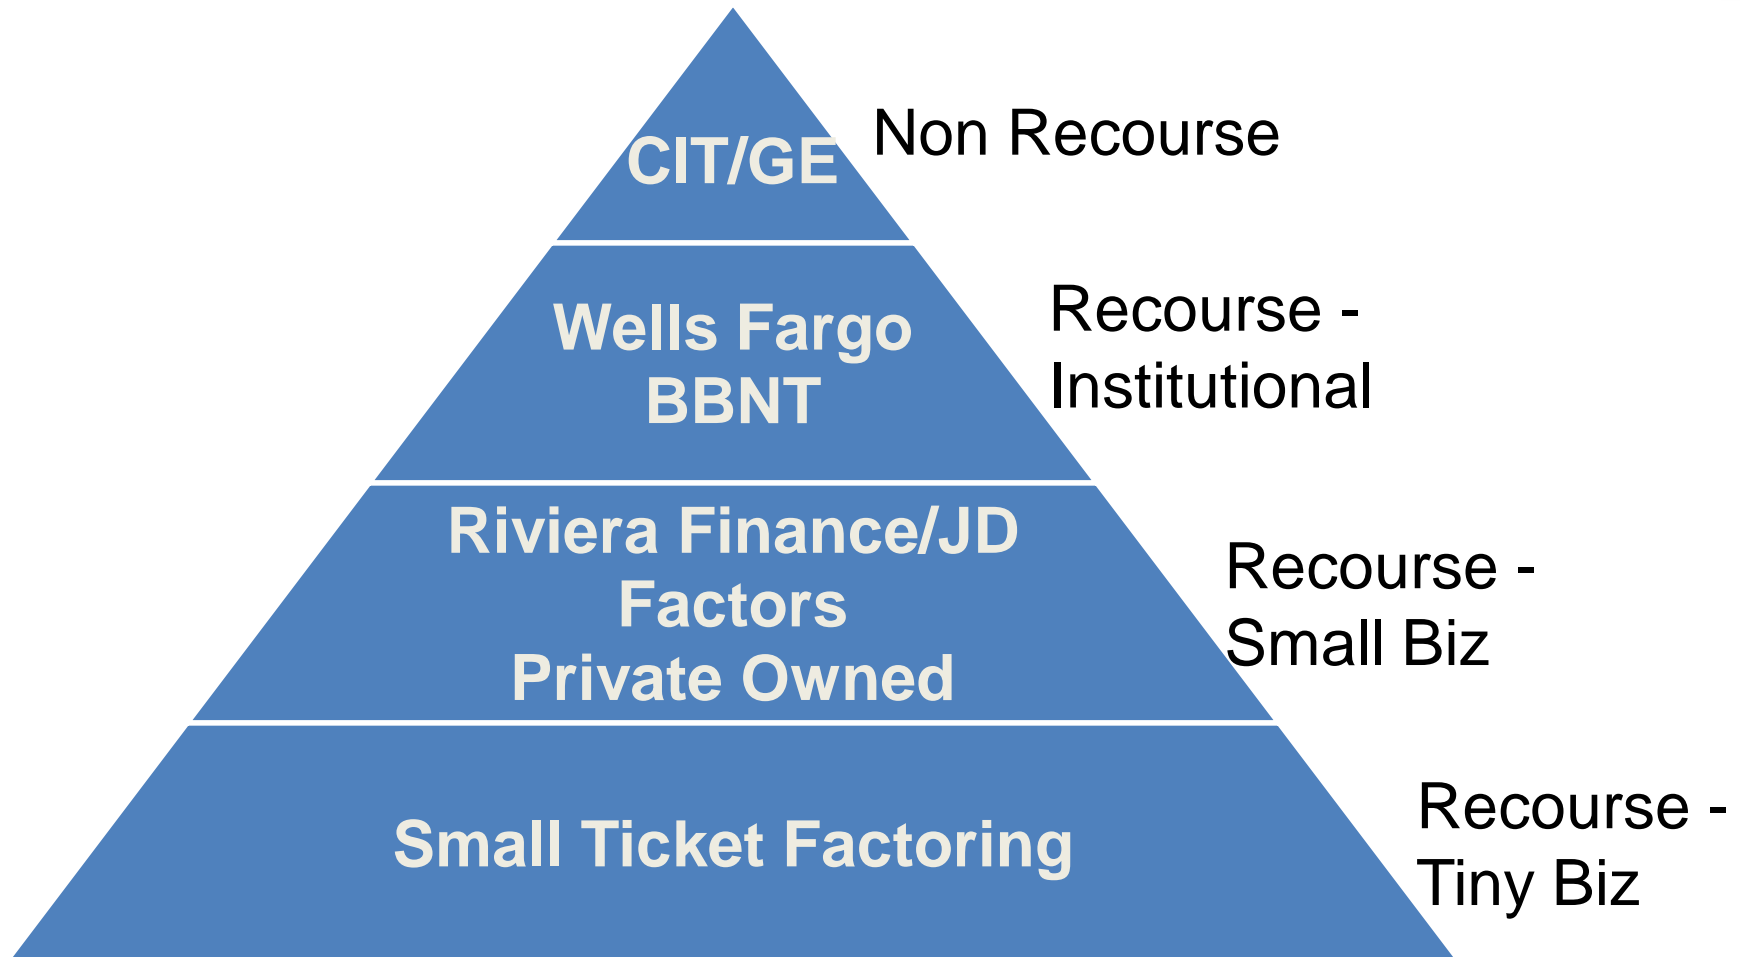 CIT/GE
Non Recourse
Wells Fargo
BBNT
Recourse -
Institutional
Riviera Finance/JD
Factors
Private Owned
Recourse -
Small Biz
Small Ticket Factoring
Recourse -
Tiny Biz